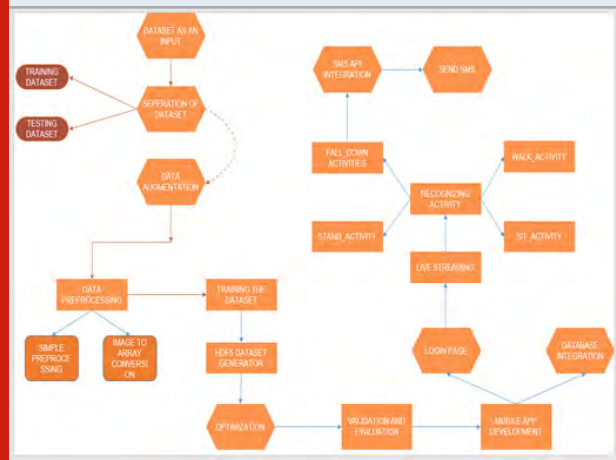 DATASET AS AN
INPUT
TRAINING
DATASET
SEPERATION OF
DATASET
TESTING
DATASET
DATA
AUGMENTATION
DATA
PREPROCESSING
TRAINING THE
DATASET
SIMPLE
PREPROCE
SSING
IMAGE TO
ARRAY
CONVERSI
ON
HDF5 DATASET
GENERATOR
OPTIMIZATION
VALIDATION AND
EVALUATION
MOBILE APP
DEVELOPMENT
LOGIN PAGE
DATABASE
INTEGRATION
LIVE STREAMING
RECOGNIZING
ACTIVITY
STAND_ACTIVITY
SIT_ACTIVITY
FALL_DOWN
ACTIVITIES
WALK_ACTIVITY
SMS API
INTEGRATION
SEND SMS